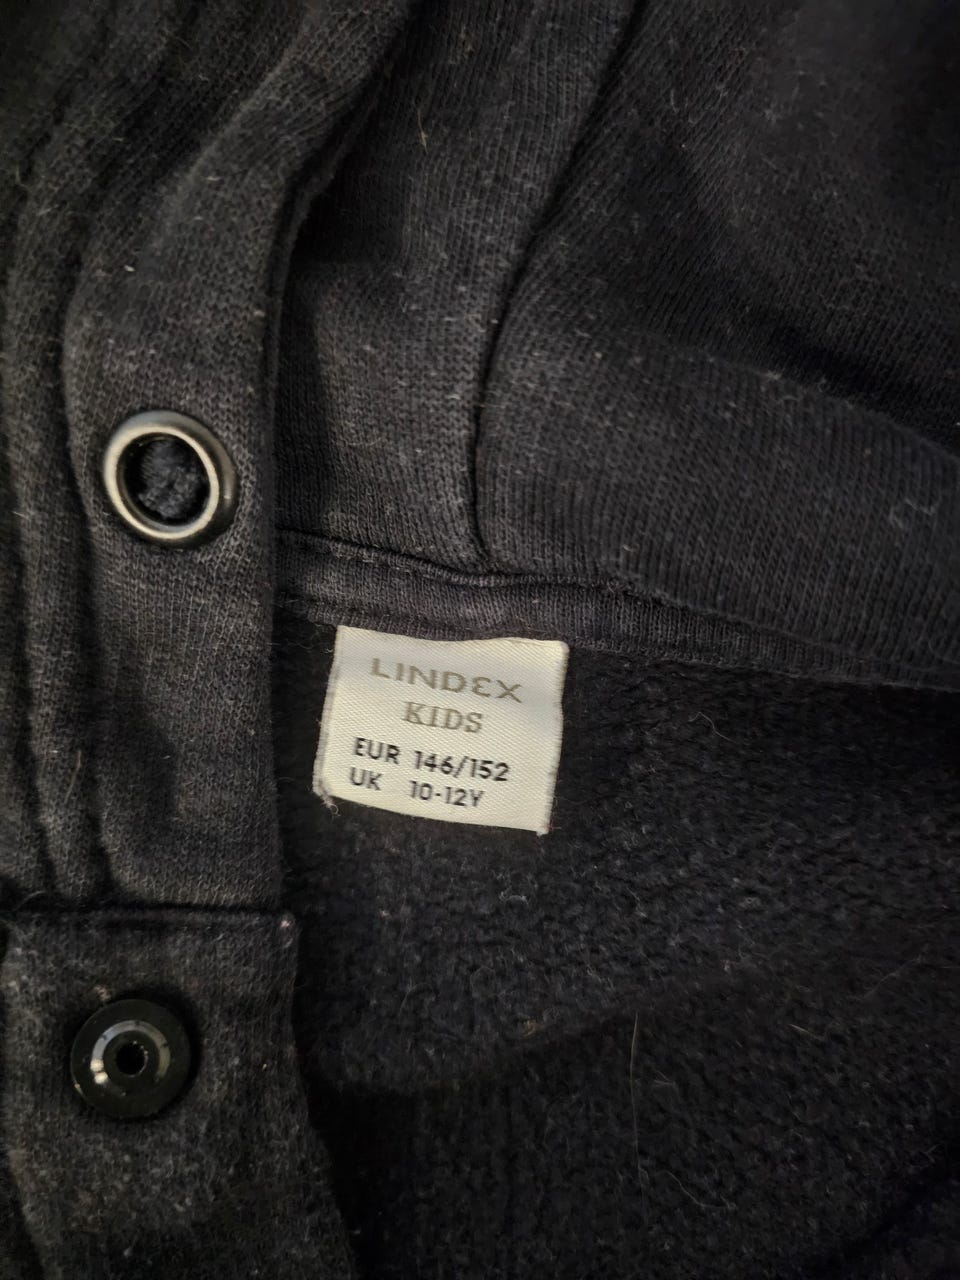 LINDEX
KIDS
EUR 146/152
UK 10-12Y